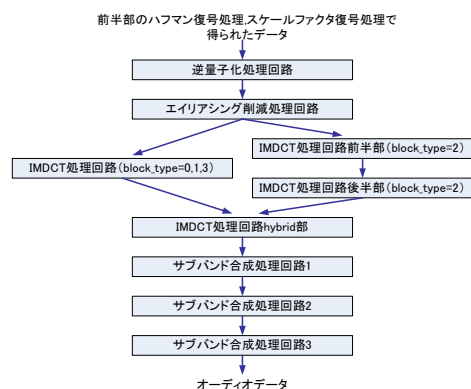 前半部のハフマン復号処理,スケールファクタ復号処理で
得られたデータ
逆量子化処理回路
エイリアシング削減処理回路
IMDCT処理回路前半部(block_type=2)
IMDCT処理回路(block_type=0,1,3)
IMDCT処理回路後半部(block_type=2)
IMDCT処理回路hybrid部
サブバンド合成処理回路1
サブバンド合成処理回路2
サブバンド合成処理回路3
オーディオデータ